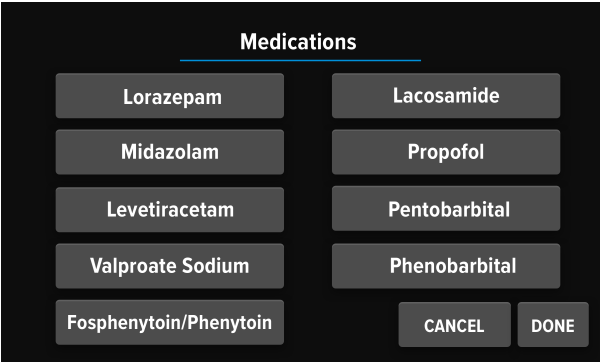 Medications
Lorazepam
Lacosamide
Midazolam
Propofol
Levetiracetam
Pentobarbital
Valproate Sodium
Phenobarbital
Fosphenytoin/Phenytoin
CANCEL
DONE